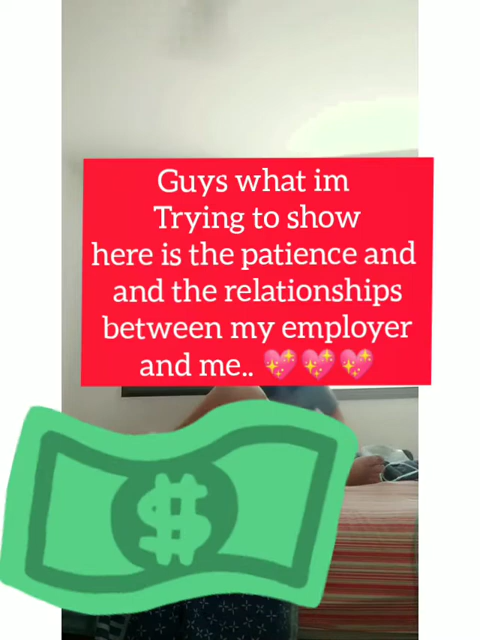 Guys what im
Trying to show
here is the patience and
and the relationships
between my employer
and me.. 💖💖💖
$